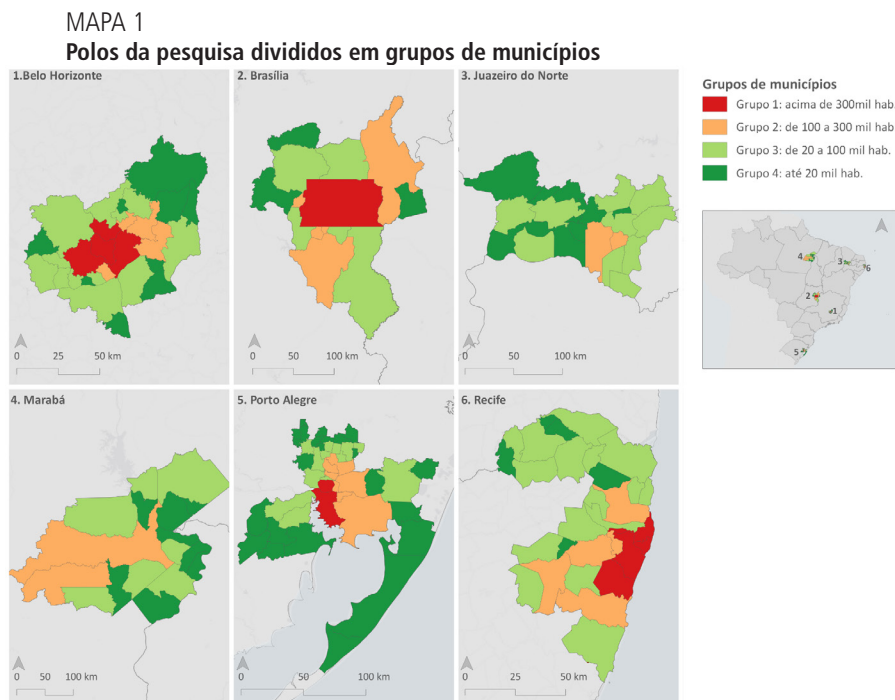 MAPA 1
Polos da pesquisa divididos em grupos de municípios
1.Belo Horizonte
0 25 50 km
2. Brasília
0 50 100 km
3. Juazeiro do Norte
0 50 100 km
4. Marabá
0 50 100 km
5. Porto Alegre
0 50 100 km
6. Recife
0 25 50 km
Grupos de municípios
Grupo 1: acima de 300mil hab.
Grupo 2: de 100 a 300 mil hab
Grupo 3: de 20 a 100 mil hab.
Grupo 4: até 20 mil hab.
4
3
6
2
1
5